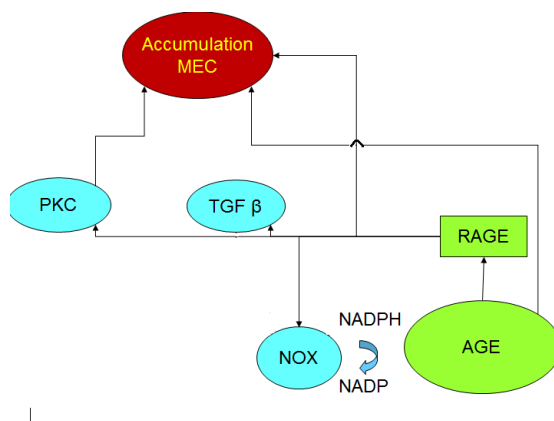 Accumulation
MEC
PKC
TGF β
RAGE
NADPH
NOX
AGE
NADP